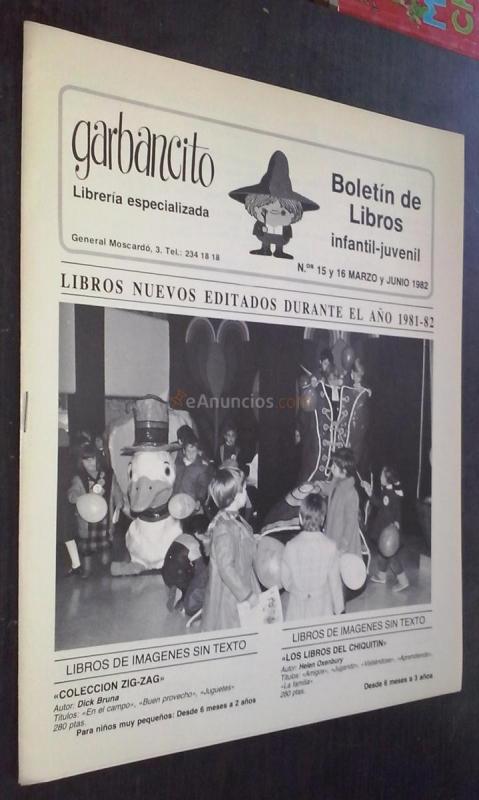 garbancito
Librería especializada
General Moscardó, 3. Tel.: 234 18 18
Boletín de
Libros
infantil-juvenil
N.os 15 y 16 MARZO y JUNIO 1982
LIBROS NUEVOS EDITADOS DURANTE EL AÑO 1981-82
eAnuncios.com
LIBROS DE IMAGENES SIN TEXTO
«COLECCION ZIG-ZAG»
Autor: Dick Bruna
Títulos: «En el campo», «Buen provecho», «Juguetes»
280 ptas.
Para niños muy pequeños: Desde 6 meses a 2 años
LIBROS DE IMAGENES SIN TEXTO
«LOS LIBROS DEL CHIQUITIN»
Autor: Helen Oxenbury
Títulos: «Amigos», «Jugando», «Vistiéndose», «Aprendiendo»,
«La familia»
280 ptas.
Desde 6 meses a 3 años